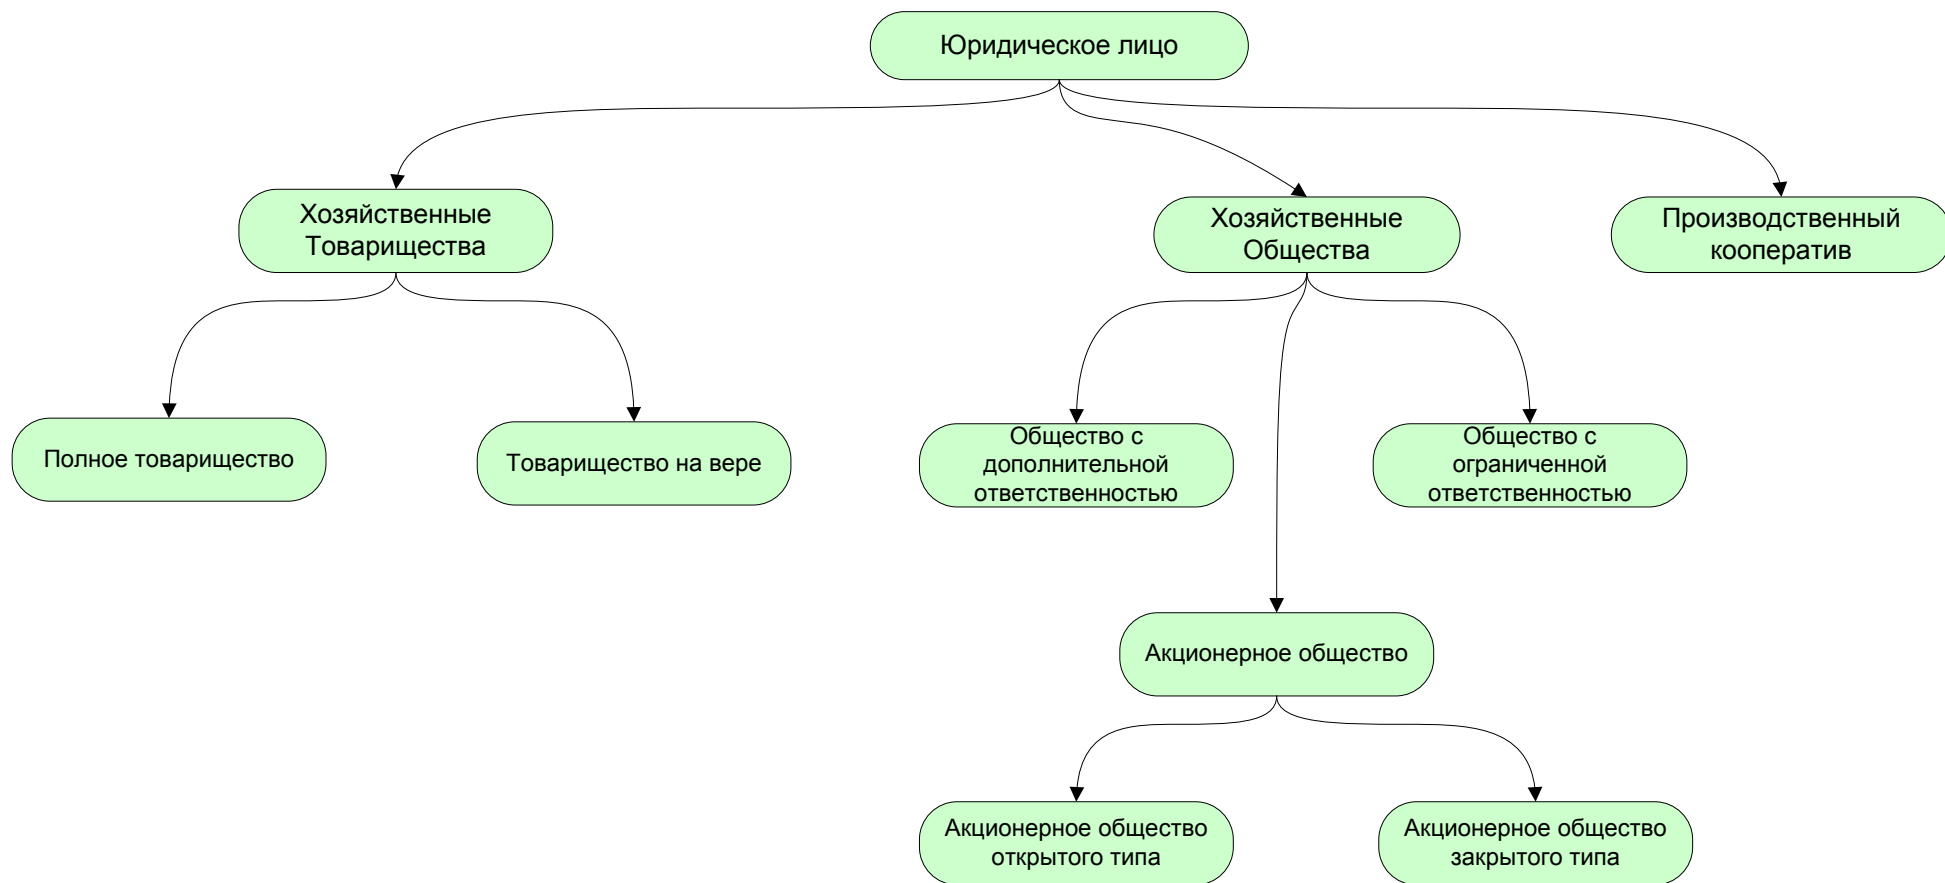 Юридическое лицо
Хозяйственные
Товарищества
Хозяйственные
Общества
Производственный
кооператив
Полное товарищество
Товарищество на вере
Общество с
дополнительной
ответственностью
Общество с
ограниченной
ответственностью
Акционерное общество
Акционерное общество
открытого типа
Акционерное общество
закрытого типа